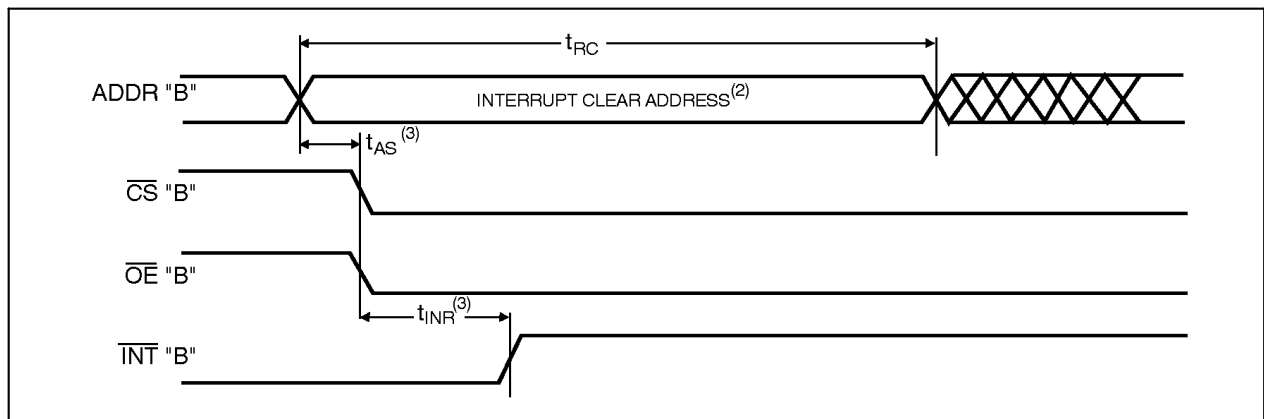 tRC
ADDR "B"
INTERRUPT CLEAR ADDRESS(2)
tAS(3)
CS "B"
OE "B"
tINR(3)
INT "B"